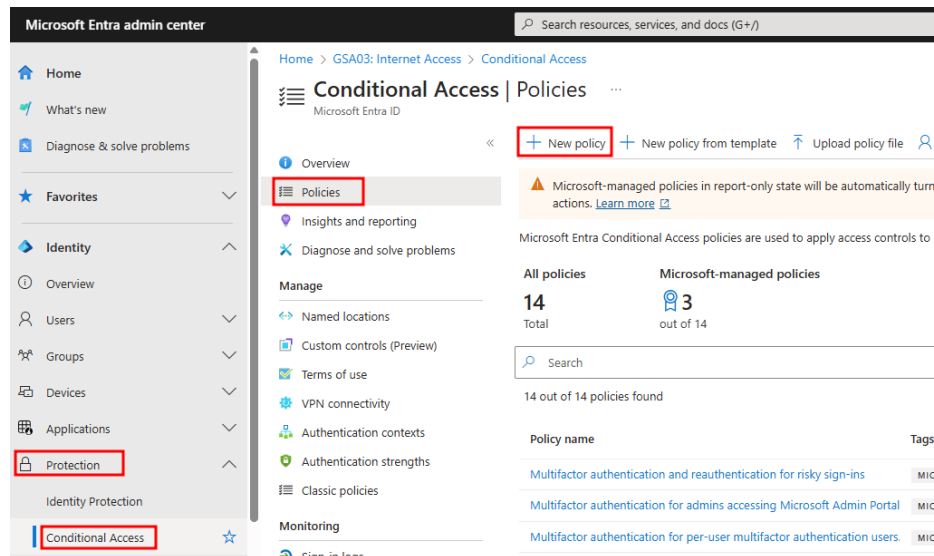 Microsoft Entra admin center
Search resources, services, and docs (G+/)
Home
What's new
Diagnose & solve problems
Favorites
Identity
Overview
Users
Groups
Devices
Applications
Protection
Identity Protection
Conditional Access
Home > GSA03: Internet Access > Conditional Access
Conditional Access | Policies ...
Microsoft Entra ID
«
Overview
Policies
Insights and reporting
Diagnose and solve problems
Manage
Named locations
Custom controls (Preview)
Terms of use
VPN connectivity
Authentication contexts
Authentication strengths
Classic policies
Monitoring
Sign-in logs
+ New policy + New policy from template Upload policy file
Microsoft-managed policies in report-only state will be automatically turn
actions. Learn more
Microsoft Entra Conditional Access policies are used to apply access controls to
All policies Microsoft-managed policies
14 3
Total out of 14
Search
14 out of 14 policies found
Policy name Tags
Multifactor authentication and reauthentication for risky sign-ins MIC
Multifactor authentication for admins accessing Microsoft Admin Portal MIC
Multifactor authentication for per-user multifactor authentication users. MIC